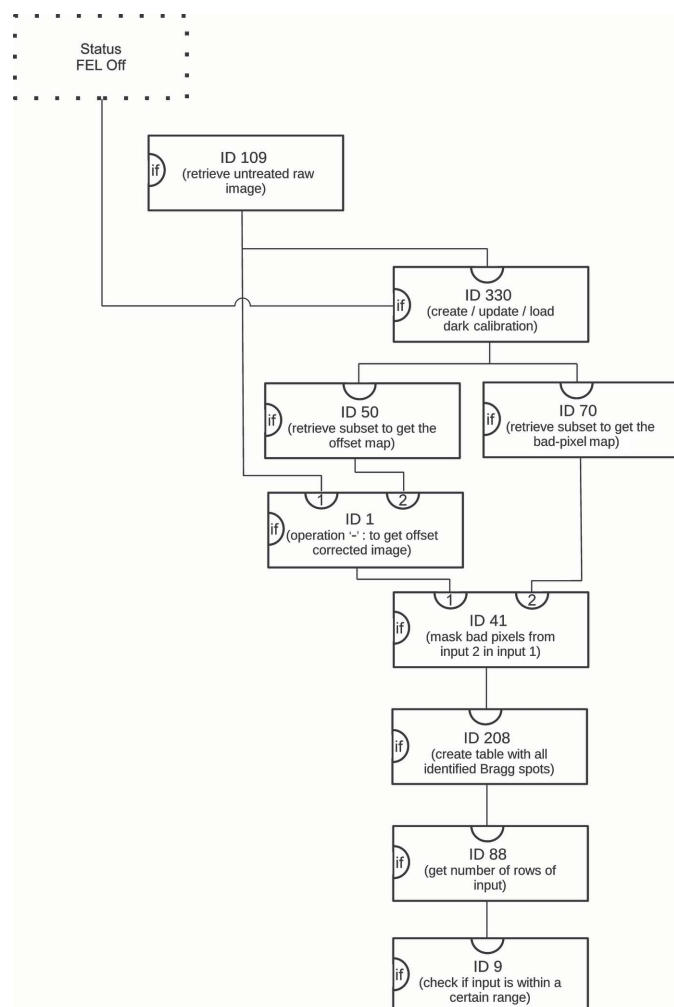 Status
FEL Off
if
ID 109
(retrieve untreated raw
image)
if
ID 330
(create / update / load
dark calibration)
if
ID 50
(retrieve subset to get the
offset map)
if
ID 70
(retrieve subset to get the
bad-pixel map)
1
2
if
ID 1
(operation '-' : to get offset
corrected image)
1
2
if
ID 41
(mask bad pixels from
input 2 in input 1)
if
ID 208
(create table with all
identified Bragg spots)
if
ID 88
(get number of rows of
input)
if
ID 9
(check if input is within a
certain range)